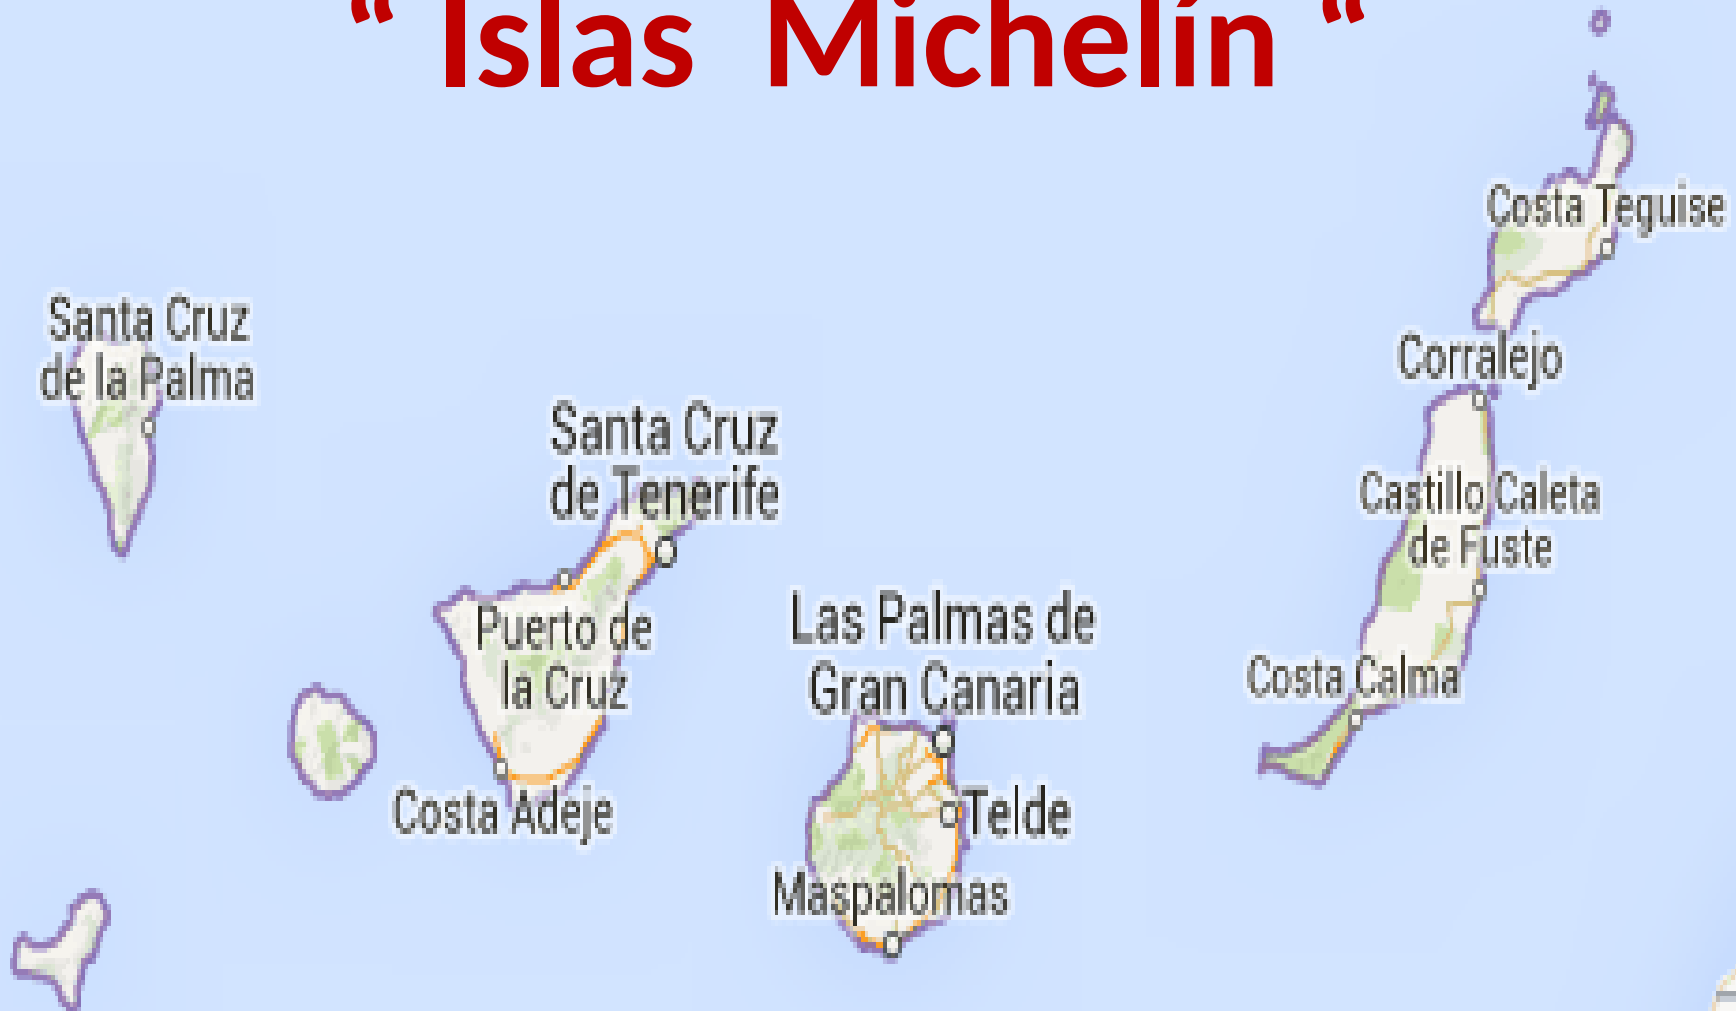 “ Islas Michelín “
Costa Teguise
Santa Cruz
de la Palma
Corralejo
Santa Cruz
de Tenerife
Castillo Caleta
de Fuste
Puerto de
la Cruz
Las Palmas de
Gran Canaria
Costa Calma
Costa Adeje
Telde
Maspalomas